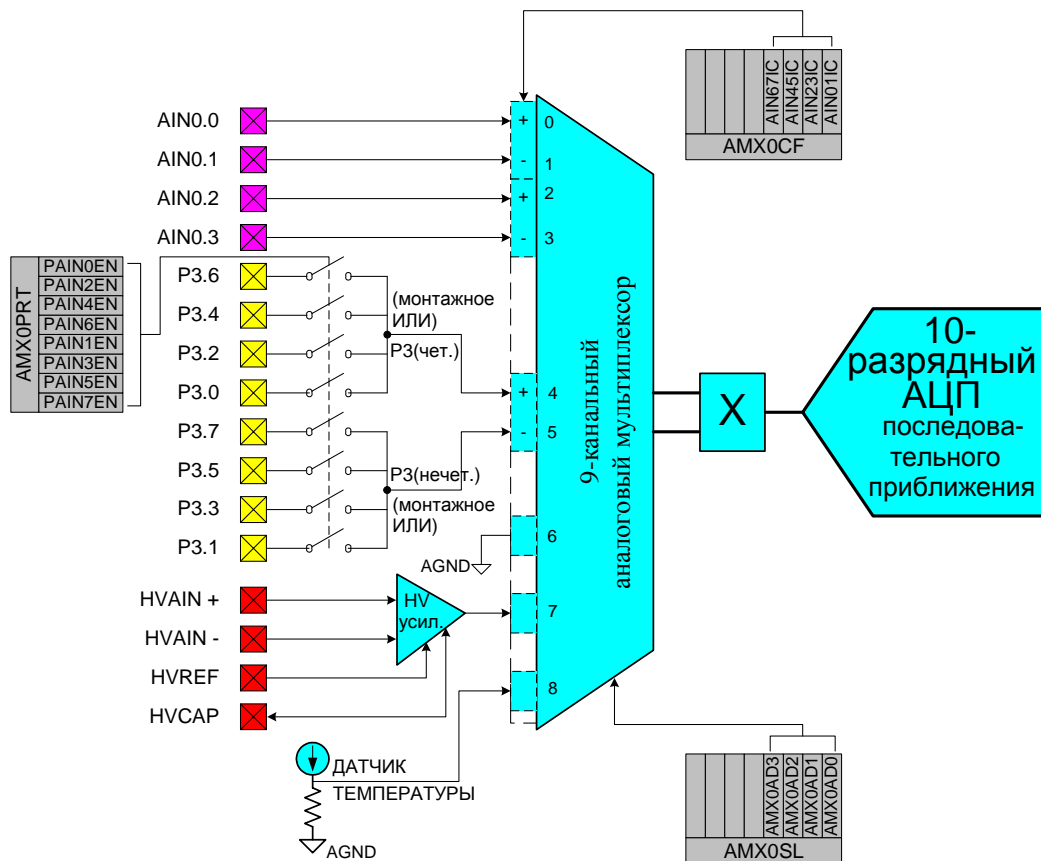 AIN67IC
AIN45IC
AIN23IC
AIN01IC
AMX0CF
AIN0.0
AIN0.1
AIN0.2
AIN0.3
P3.6
P3.4
P3.2
P3.0
P3.7
P3.5
P3.3
P3.1
HVAIN +
HVAIN -
HVREF
HVCAP
AMX0PRT
PAIN0EN
PAIN2EN
PAIN4EN
PAIN6EN
PAIN1EN
PAIN3EN
PAIN5EN
PAIN7EN
(монтажное
ИЛИ)
P3(чет.)
P3(нечет.)
(монтажное
ИЛИ)
AGND
HV
усил.
ДАТЧИК
ТЕМПЕРАТУРЫ
AGND
+
-
+
-
+
-
0
1
2
3
4
5
6
7
8
9-канальный
аналоговый мультиплексор
X
10-
разрядный
АЦП
последова-
тельного
приближения
AMX0AD3
AMX0AD2
AMX0AD1
AMX0AD0
AMX0SL